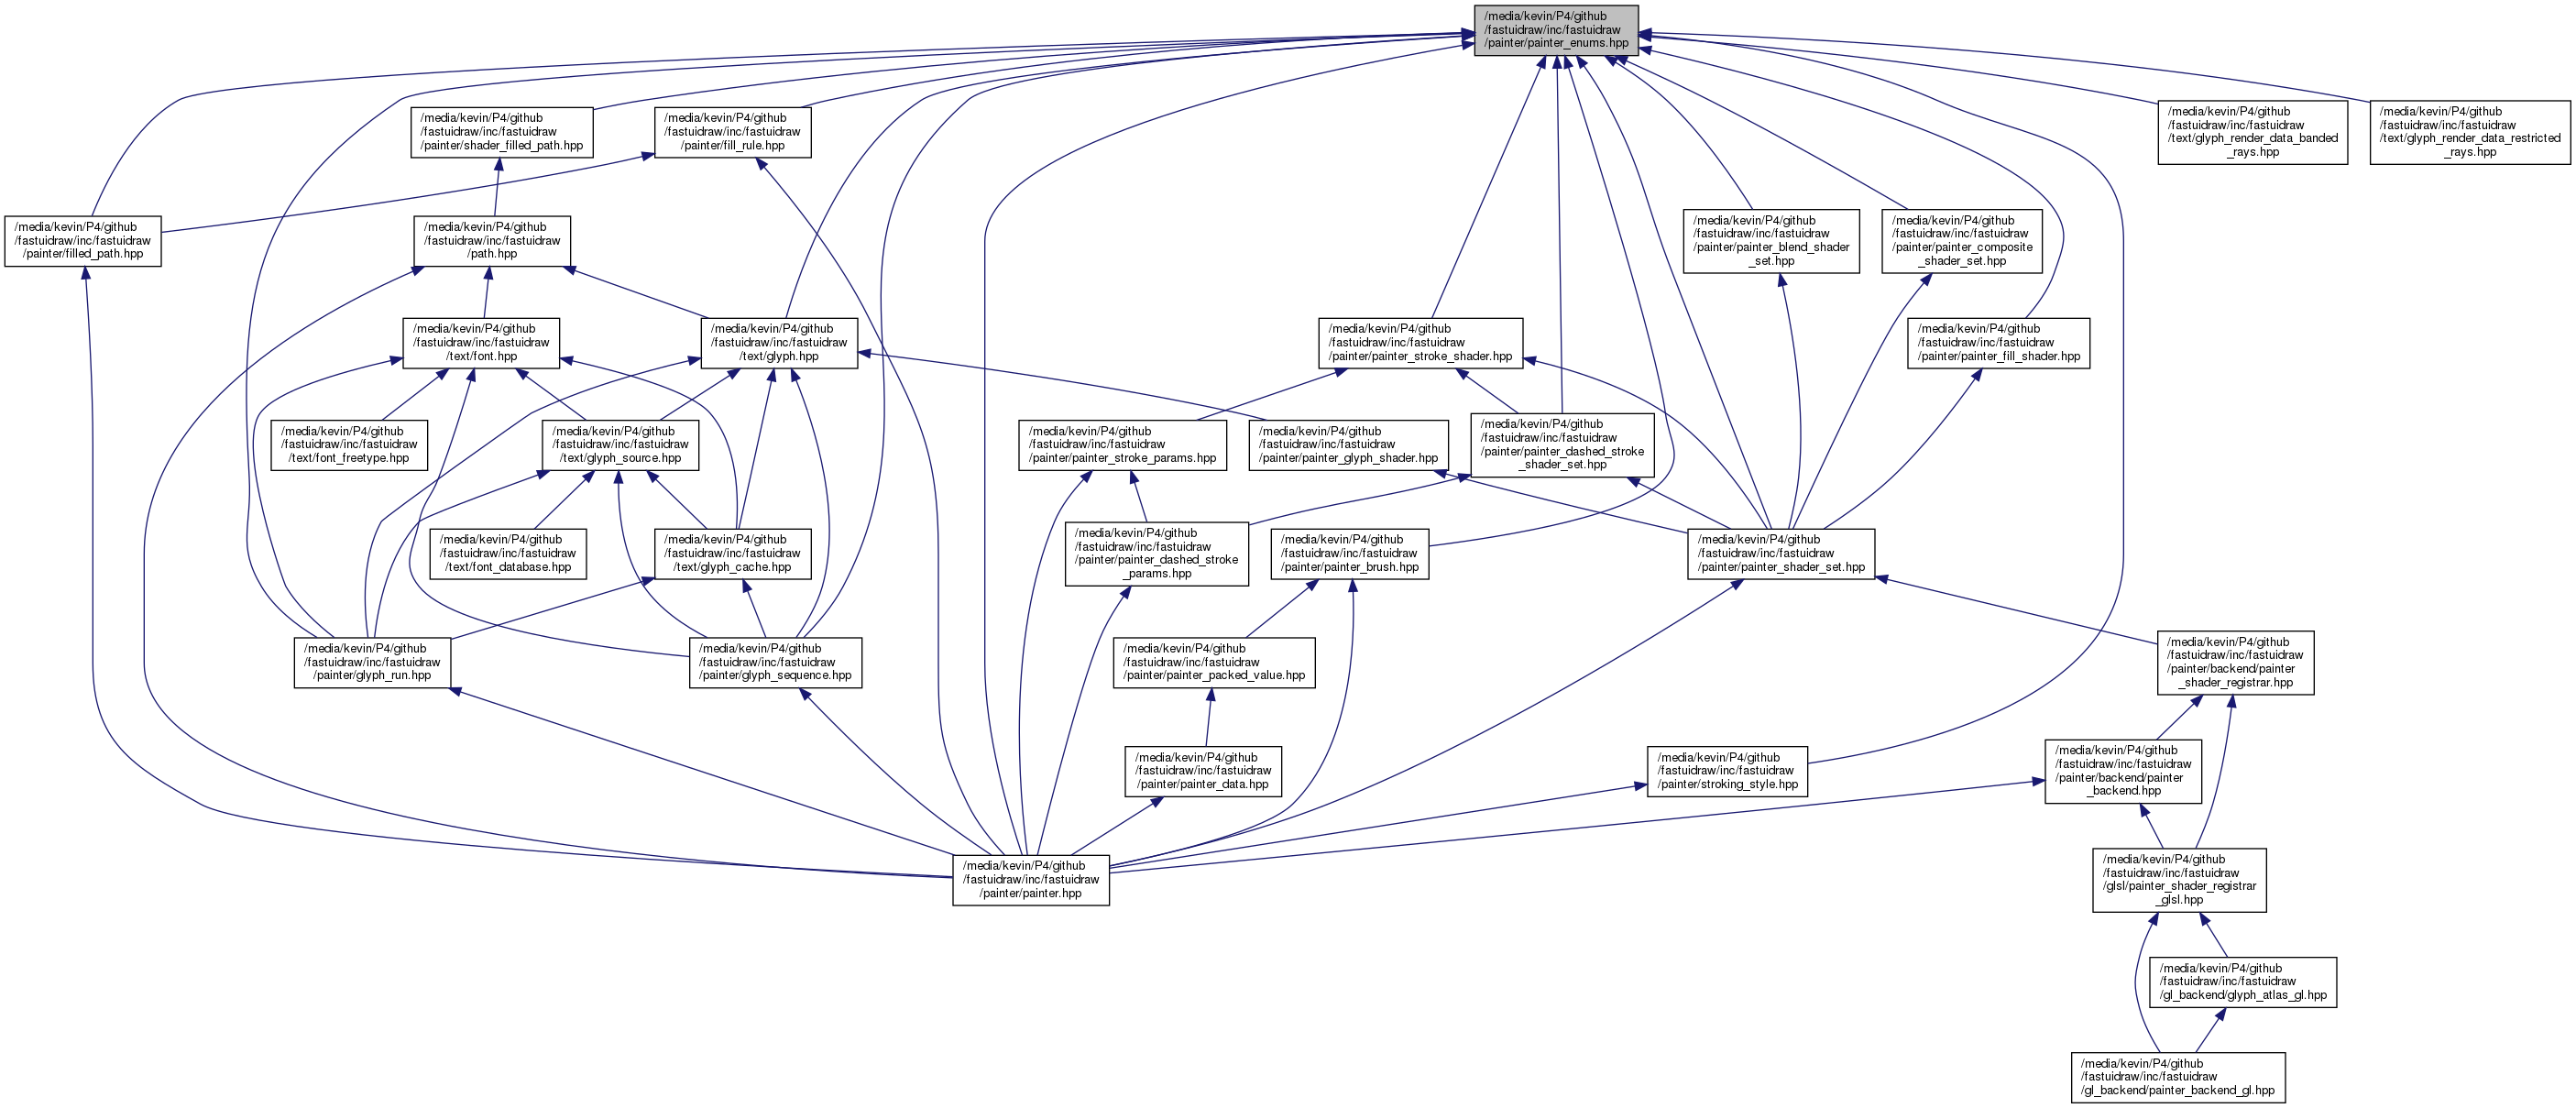 /media/kevin/P4/github
/fastuidraw/inc/fastuidraw
/painter/painter_enums.hpp
/media/kevin/P4/github
/fastuidraw/inc/fastuidraw
/painter/shader_filled_path.hpp
/media/kevin/P4/github
/fastuidraw/inc/fastuidraw
/painter/fill_rule.hpp
/media/kevin/P4/github
/fastuidraw/inc/fastuidraw
/text/glyph_render_data_banded
_rays.hpp
/media/kevin/P4/github
/fastuidraw/inc/fastuidraw
/text/glyph_render_data_restricted
_rays.hpp
/media/kevin/P4/github
/fastuidraw/inc/fastuidraw
/painter/filled_path.hpp
/media/kevin/P4/github
/fastuidraw/inc/fastuidraw
/path.hpp
/media/kevin/P4/github
/fastuidraw/inc/fastuidraw
/painter/painter_blend_shader
_set.hpp
/media/kevin/P4/github
/fastuidraw/inc/fastuidraw
/painter/painter_composite
_shader_set.hpp
/media/kevin/P4/github
/fastuidraw/inc/fastuidraw
/text/font.hpp
/media/kevin/P4/github
/fastuidraw/inc/fastuidraw
/text/glyph.hpp
/media/kevin/P4/github
/fastuidraw/inc/fastuidraw
/painter/painter_stroke_shader.hpp
/media/kevin/P4/github
/fastuidraw/inc/fastuidraw
/painter/painter_fill_shader.hpp
/media/kevin/P4/github
/fastuidraw/inc/fastuidraw
/text/font_freetype.hpp
/media/kevin/P4/github
/fastuidraw/inc/fastuidraw
/text/glyph_source.hpp
/media/kevin/P4/github
/fastuidraw/inc/fastuidraw
/painter/painter_stroke_params.hpp
/media/kevin/P4/github
/fastuidraw/inc/fastuidraw
/painter/painter_glyph_shader.hpp
/media/kevin/P4/github
/fastuidraw/inc/fastuidraw
/painter/painter_dashed_stroke
_shader_set.hpp
/media/kevin/P4/github
/fastuidraw/inc/fastuidraw
/text/font_database.hpp
/media/kevin/P4/github
/fastuidraw/inc/fastuidraw
/text/glyph_cache.hpp
/media/kevin/P4/github
/fastuidraw/inc/fastuidraw
/painter/painter_dashed_stroke
_params.hpp
/media/kevin/P4/github
/fastuidraw/inc/fastuidraw
/painter/painter_brush.hpp
/media/kevin/P4/github
/fastuidraw/inc/fastuidraw
/painter/painter_shader_set.hpp
/media/kevin/P4/github
/fastuidraw/inc/fastuidraw
/painter/glyph_run.hpp
/media/kevin/P4/github
/fastuidraw/inc/fastuidraw
/painter/glyph_sequence.hpp
/media/kevin/P4/github
/fastuidraw/inc/fastuidraw
/painter/painter_packed_value.hpp
/media/kevin/P4/github
/fastuidraw/inc/fastuidraw
/painter/backend/painter
_shader_registrar.hpp
/media/kevin/P4/github
/fastuidraw/inc/fastuidraw
/painter/painter_data.hpp
/media/kevin/P4/github
/fastuidraw/inc/fastuidraw
/painter/stroking_style.hpp
/media/kevin/P4/github
/fastuidraw/inc/fastuidraw
/painter/backend/painter
_backend.hpp
/media/kevin/P4/github
/fastuidraw/inc/fastuidraw
/painter/painter.hpp
/media/kevin/P4/github
/fastuidraw/inc/fastuidraw
/glsl/painter_shader_registrar
_glsl.hpp
/media/kevin/P4/github
/fastuidraw/inc/fastuidraw
/gl_backend/glyph_atlas_gl.hpp
/media/kevin/P4/github
/fastuidraw/inc/fastuidraw
/gl_backend/painter_backend_gl.hpp